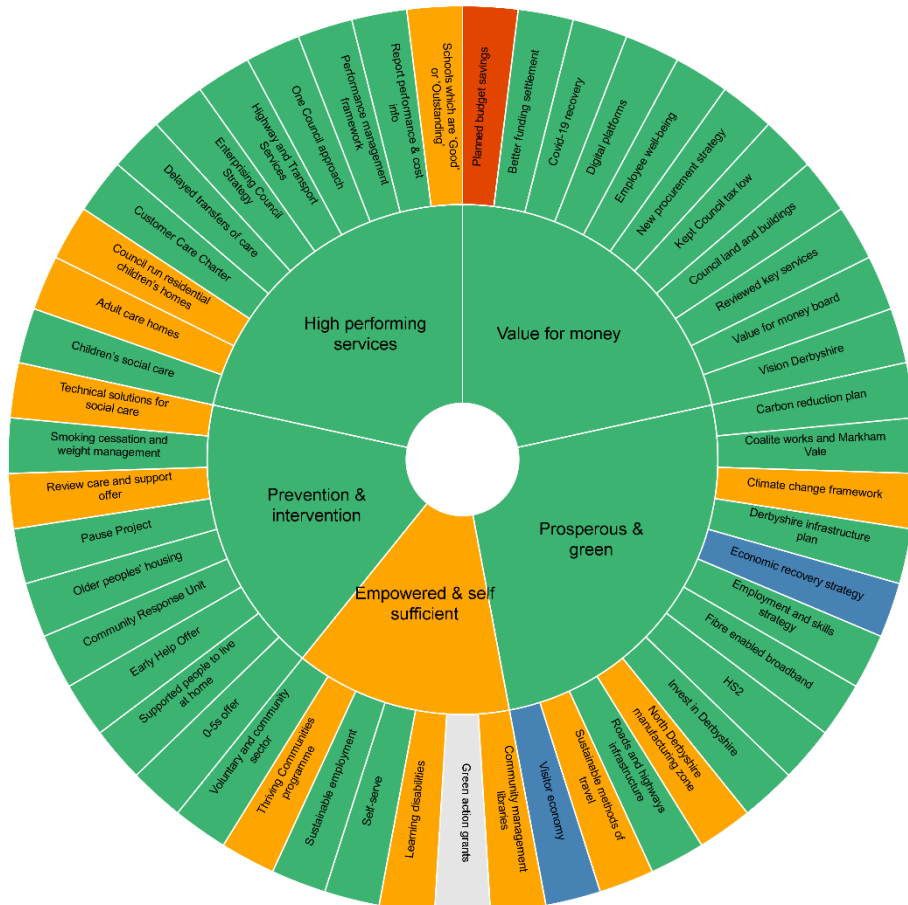 Planned budget savings
Better funding settlement
Covid-19 recovery
Digital platforms
Employee well-being
New procurement strategy
Kept Council tax low
Council land and buildings
Reviewed key services
Value for money board
Vision Derbyshire
Carbon reduction plan
Coalite works and Markham
Vale
Climate change framework
Derbyshire infrastructure
plan
Economic recovery strategy
Employment and skills
strategy
Fibre enabled broadband
HS2
Invest in Derbyshire
North Derbyshire
manufacturing zone
Roads and highways
infrastructure
Sustainable methods of
travel
Visitor economy
Community management
libraries
Green action grants
Learning disabilities
Self-serve
Sustainable employment
Thriving Communities
programme
Voluntary and community
sector
0-5s offer
Supported people to live
at home
Early Help Offer
Community Response Unit
Older peoples' housing
Pause Project
Review care and support
offer
Smoking cessation and
weight management
Technical solutions for
social care
Children's social care
Adult care homes
Council run residential
children's homes
Customer Care Charter
Delayed transfers of care
Enterprising Council
Strategy
Highway and Transport
Services
One Council approach
Performance management
framework
Report performance & cost
info
Schools which are 'Good'
or 'Outstanding'
High performing
services
Value for money
Prevention &
intervention
Prosperous &
green
Empowered & self
sufficient